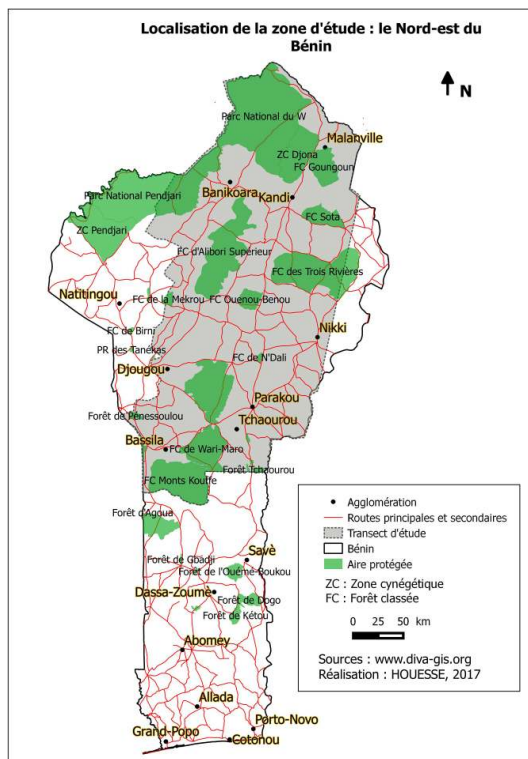 Localisation de la zone d'étude : le Nord-est du
Bénin
N
Parc National du W
Malanville
ZC Djona
FC Goungoun
Parc National Pendjari
Banikoara
Kandi
FC Sota
ZC Pendjari
FC d'Alibori Supérieur
FC des Trois Rivières
Natitingou
FC de la Mekrou
FC Ouenou-Benou
FC de Birni
Nikki
PR des Tanékas
FC de N'Dali
Djougou
Parakou
Forêt de Pénessoulou
Tchaourou
Bassila
FC de Wari-Maro
Forêt Tchaourou
FC Monts Kouffe
Forêt d'Agoua
Savè
Forêt de Gbadji
Forêt de l'Ouémé-Boukou
Dassa-Zoumè
Forêt de Dogo
Forêt de Kétou
Abomey
Allada
Porto-Novo
Grand-Popo
Cotonou
Agglomération
Routes principales et secondaires
Transect d'étude
Bénin
Aire protégée
ZC : Zone cynégétique
FC : Forêt classée
0 25 50 km
Sources : www.diva-gis.org
Réalisation : HOUESSE, 2017